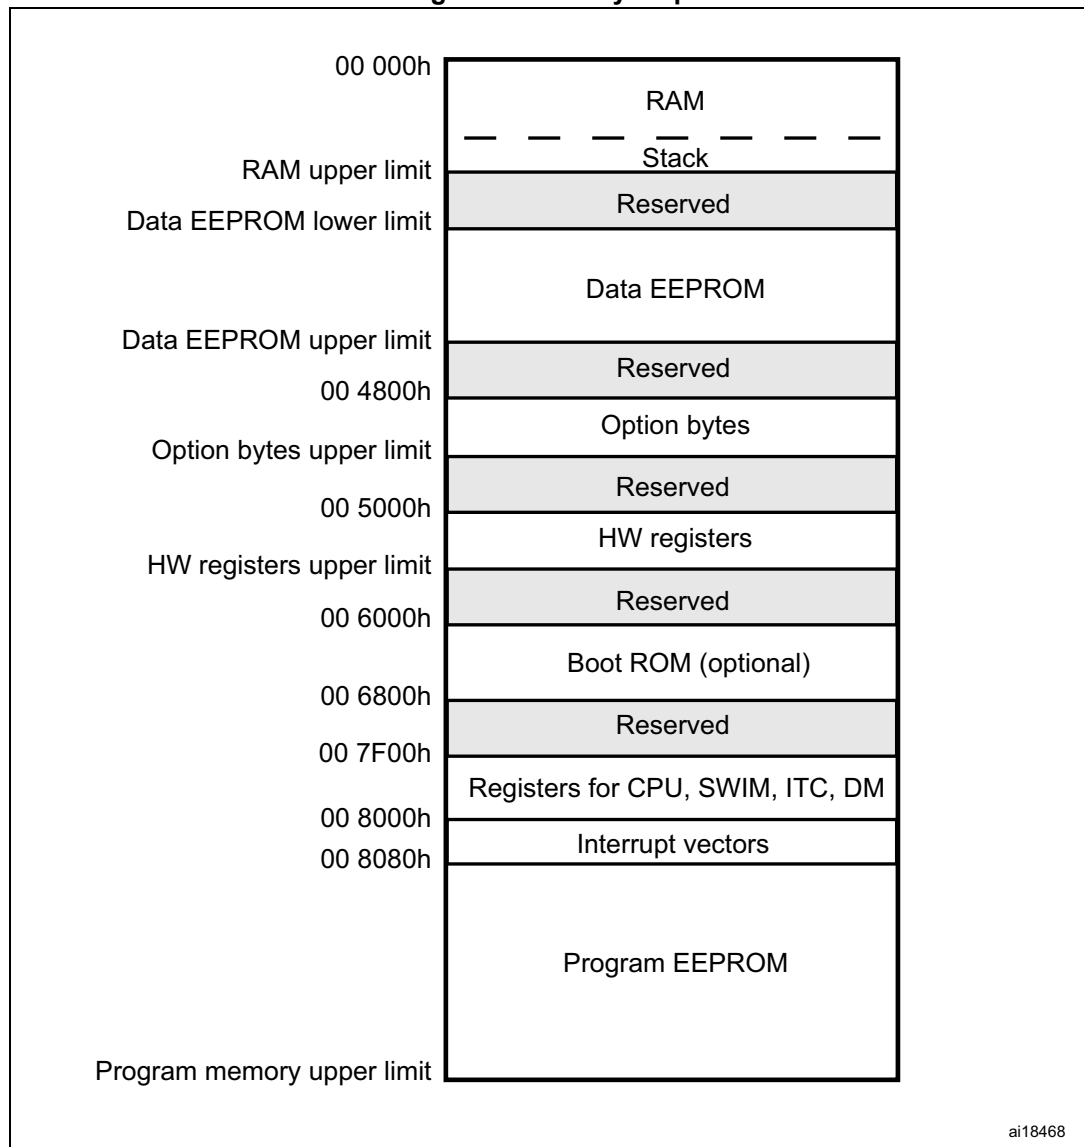 00 000h
RAM
Stack
RAM upper limit
Reserved
Data EEPROM lower limit
Data EEPROM
Data EEPROM upper limit
Reserved
00 4800h
Option bytes
Option bytes upper limit
Reserved
00 5000h
HW registers
HW registers upper limit
Reserved
00 6000h
Boot ROM (optional)
00 6800h
Reserved
00 7F00h
Registers for CPU, SWIM, ITC, DM
00 8000h
Interrupt vectors
00 8080h
Program EEPROM
Program memory upper limit
ai18468